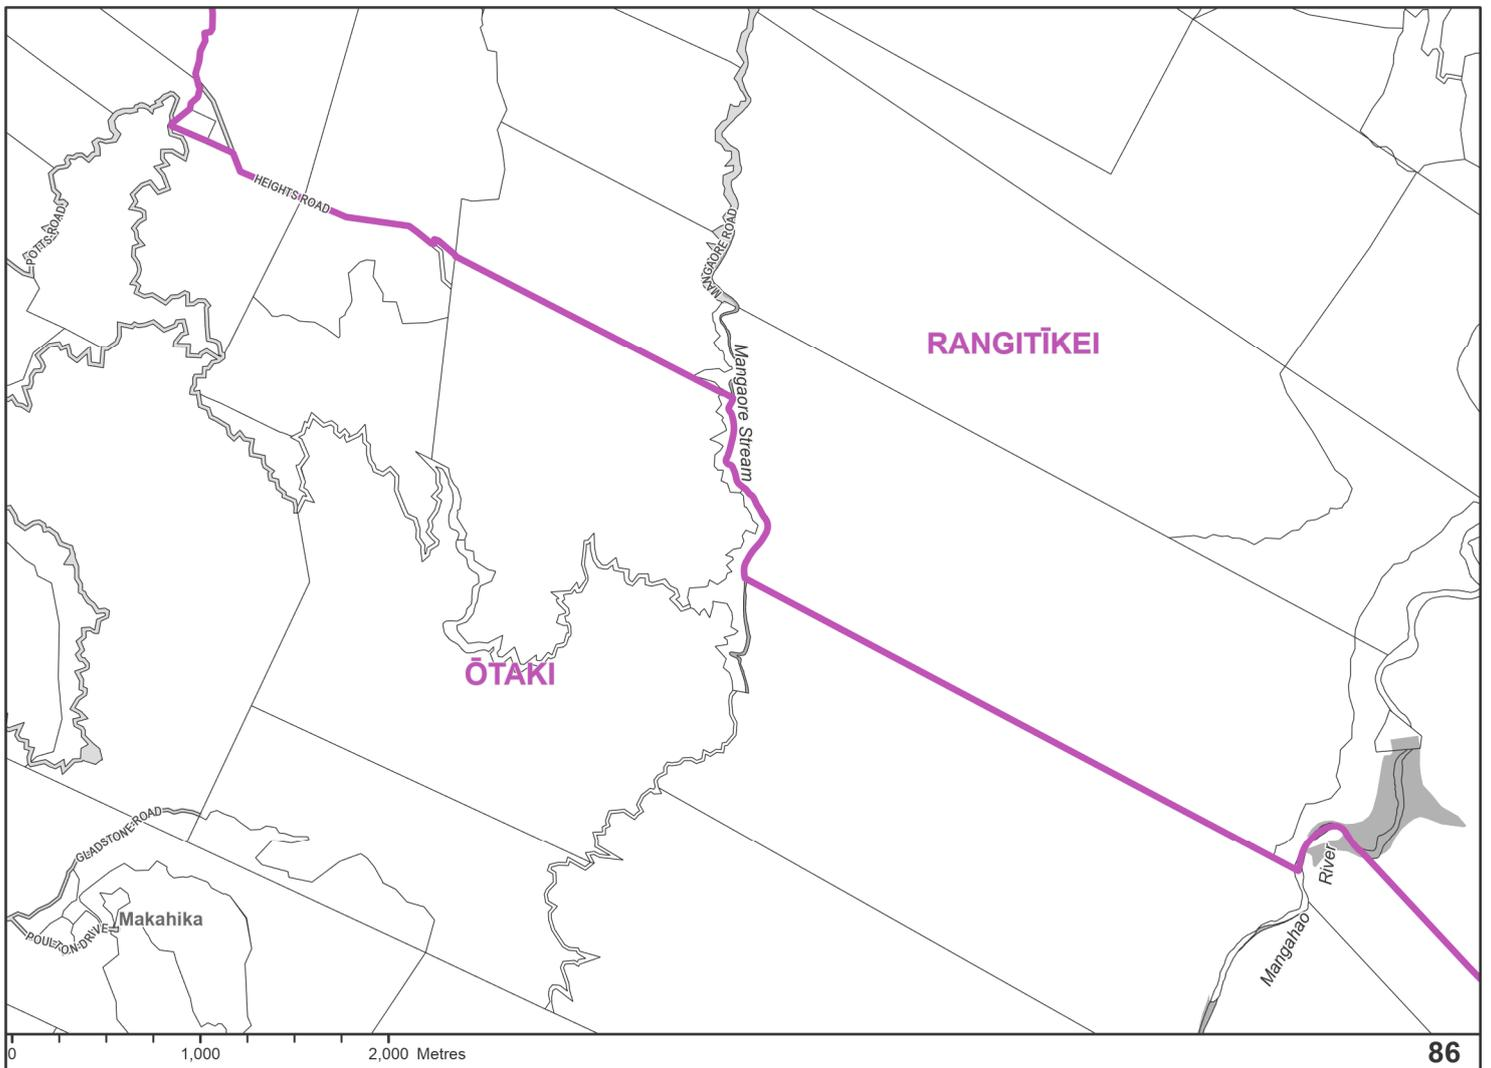 HEIGHTS ROAD
POTTS ROAD
MANGAORE ROAD
RANGITĪKEI
Mangaore Stream
ŌTAKI
GLADSTONE ROAD
River
Makahika
POULTON DRIVE
Mangahao
0 1,000 2,000 Metres
86